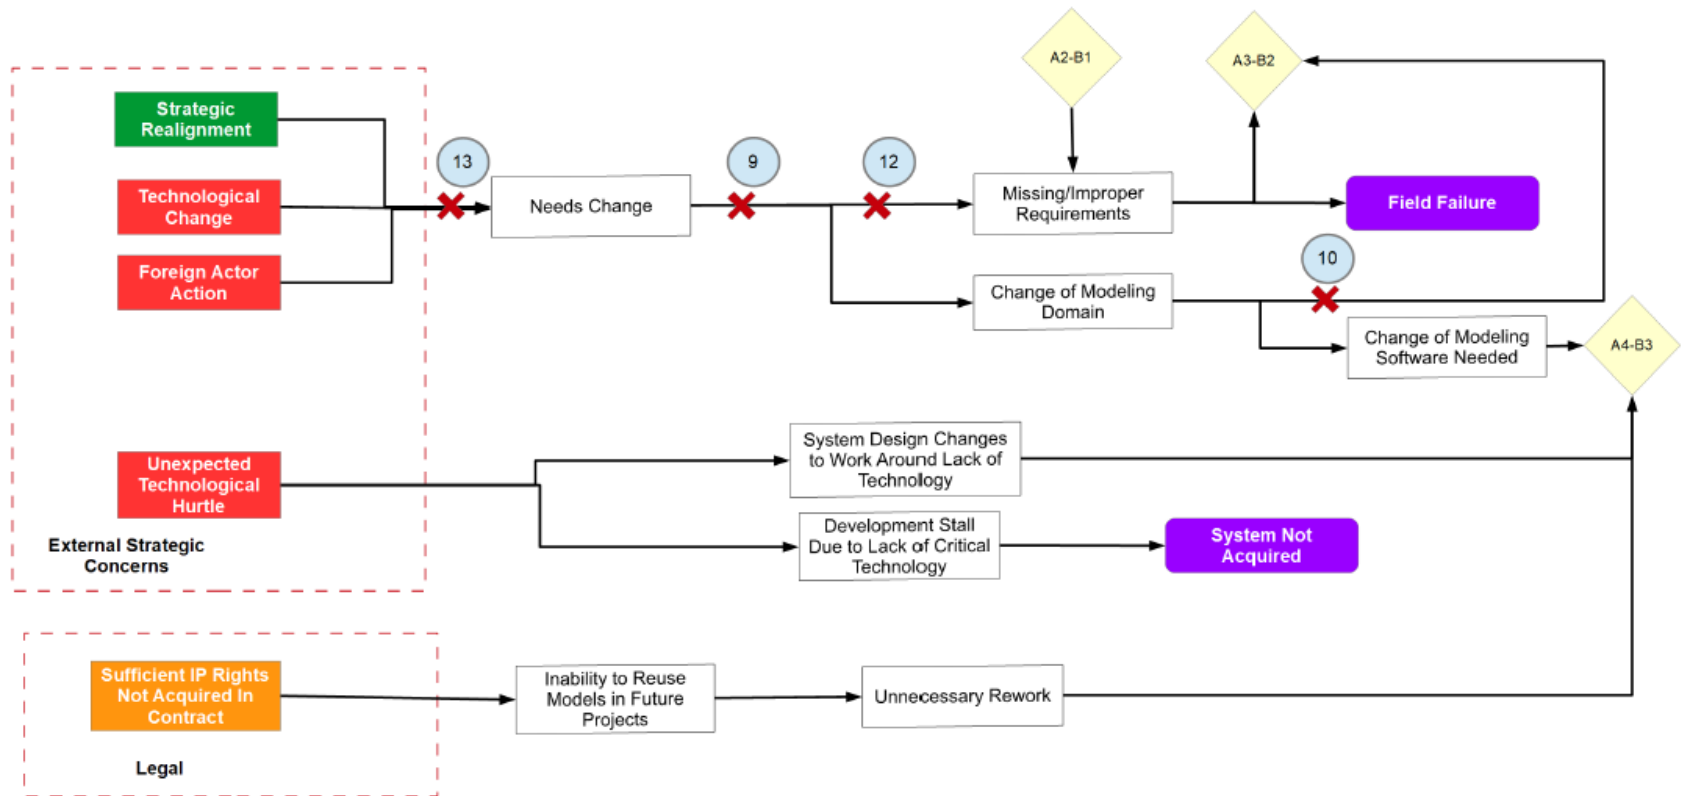 A2-B1
A3-B2
Strategic
Realignment
13
9
12
Technological
Change
Needs Change
Missing/Improper
Requirements
Field Failure
Foreign Actor
Action
10
Change of Modeling
Domain
Change of Modeling
Software Needed
A4-B3
Unexpected
Technological
Hurtle
System Design Changes
to Work Around Lack of
Technology
Development Stall
Due to Lack of Critical
Technology
System Not
Acquired
External Strategic
Concerns
Sufficient IP Rights
Not Acquired In
Contract
Inability to Reuse
Models in Future
Projects
Unnecessary Rework
Legal